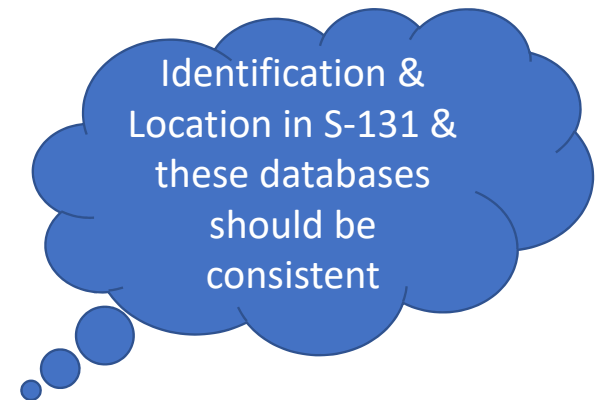 Identification &
Location in S-131 &
these databases
should be
consistent